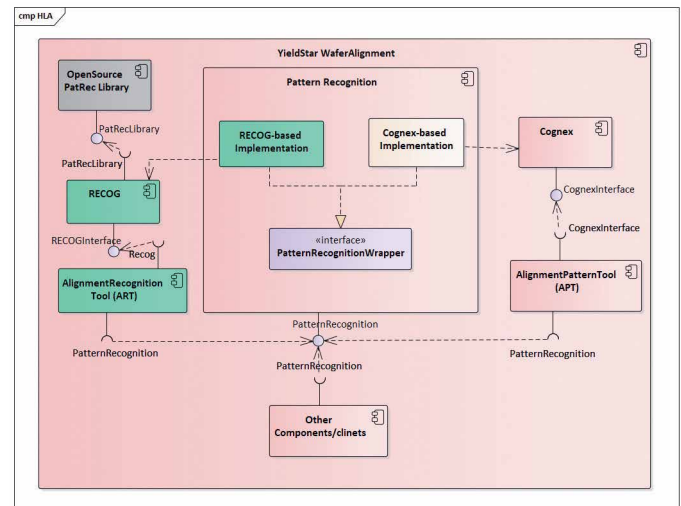 cmp HLA
YieldStar WaferAlignment
OpenSource
PatRec Library
PatRecLibrary
PatRecLibrary
RECOG
RECOGInterface
Recog
AlignmentRecognition
Tool (ART)
PatternRecognition
Pattern Recognition
RECOG-based
Implementation
Cognex-based
Implementation
«interface»
PatternRecognitionWrapper
PatternRecognition
PatternRecognition
Other
Components/clinets
Cognex
CognexInterface
CognexInterface
AlignmentPatternTool
(APT)
PatternRecognition